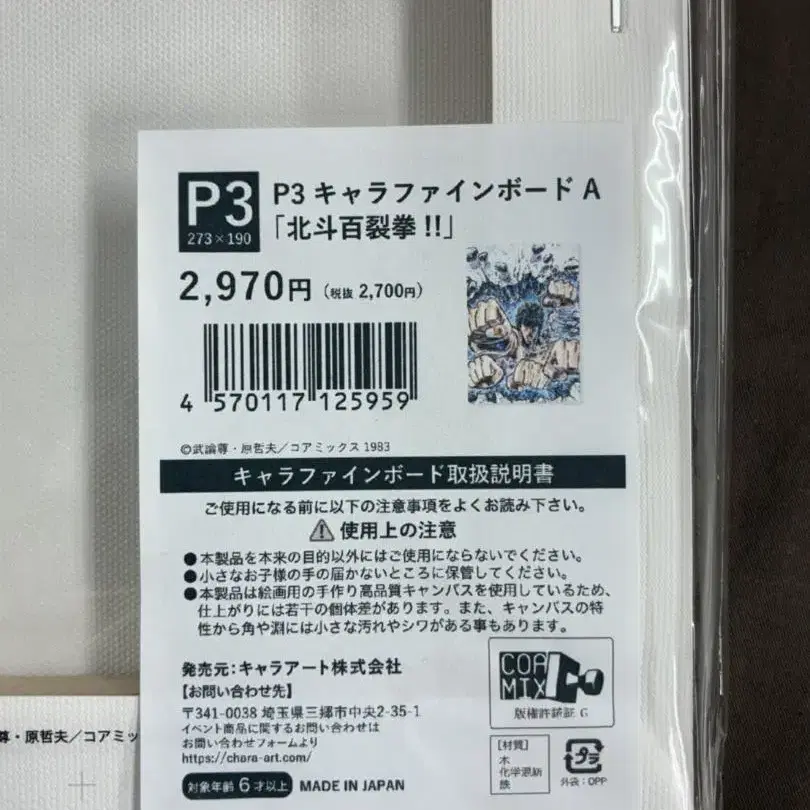 P3
273×190
P3 キャラファインボード A
「北斗百裂拳!!」
2,970円(税抜 2,700円)
4 570117 125959
©武論尊・原哲夫／コアミックス 1983
キャラファインボード取扱説明書
ご使用になる前に以下の注意事項をよくお読み下さい。
使用上の注意
●本製品を本来の目的以外にはご使用にならないでください。
●小さなお子様の手の届かないところに保管してください。
●本製品は絵画用の手作り高品質キャンバスを使用しているため、
仕上がりには若干の個体差があります。また、キャンバスの特
性から角や淵には小さな汚れやシワがある事もあります。
発売元:キャラアート株式会社
【お問い合わせ先】
〒341-0038 埼玉県三郷市中央2-35-1
イベント商品に関するお問い合わせは
お問い合わせフォームより
https://chara-art.com/
対象年齢 6才以上 MADE IN JAPAN
COA
MIX
版権許諾証 G
[材質]
木
化学混紡
鉄
プラ
外袋:OPP
尊・原哲夫／コアミッ